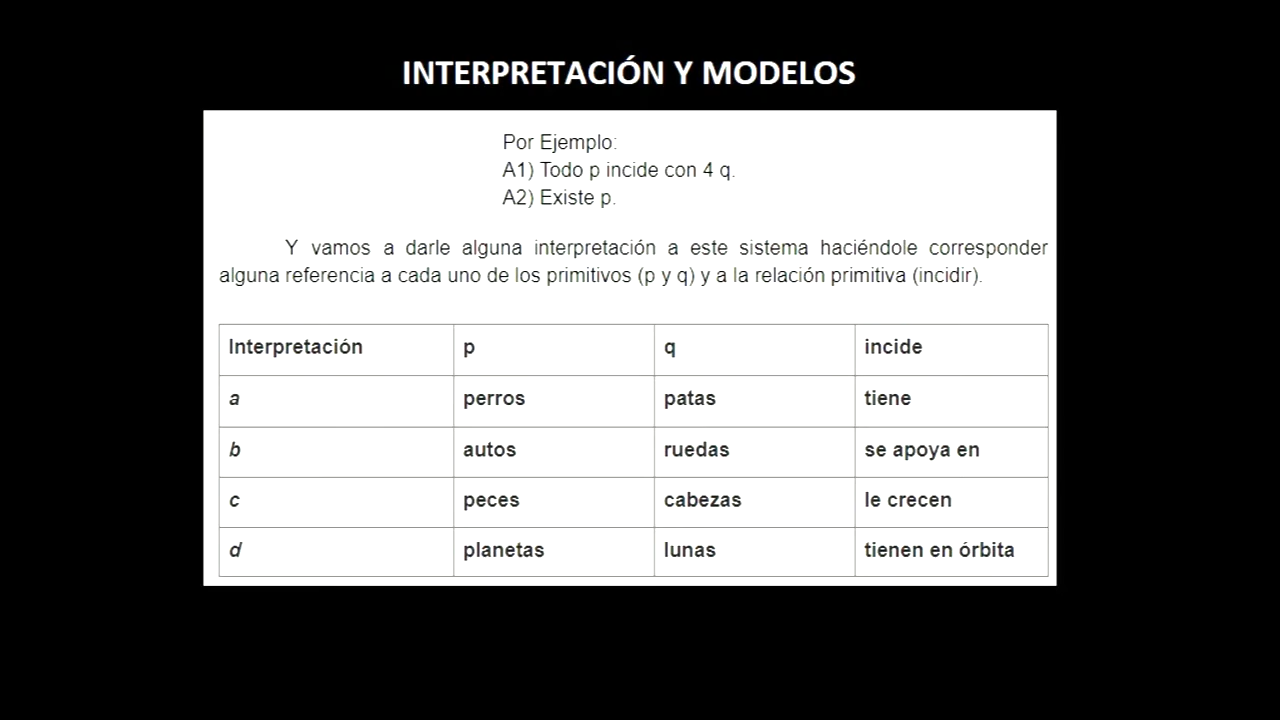 INTERPRETACIÓN Y MODELOS
Por Ejemplo:
A1) Todo p incide con 4 q.
A2) Existe p.
Y vamos a darle alguna interpretación a este sistema haciéndole corresponder
alguna referencia a cada uno de los primitivos (p y q) y a la relación primitiva (incidir).
Interpretación p q incide
a perros patas tiene
b autos ruedas se apoya en
c peces cabezas le crecen
d planetas lunas tienen en órbita